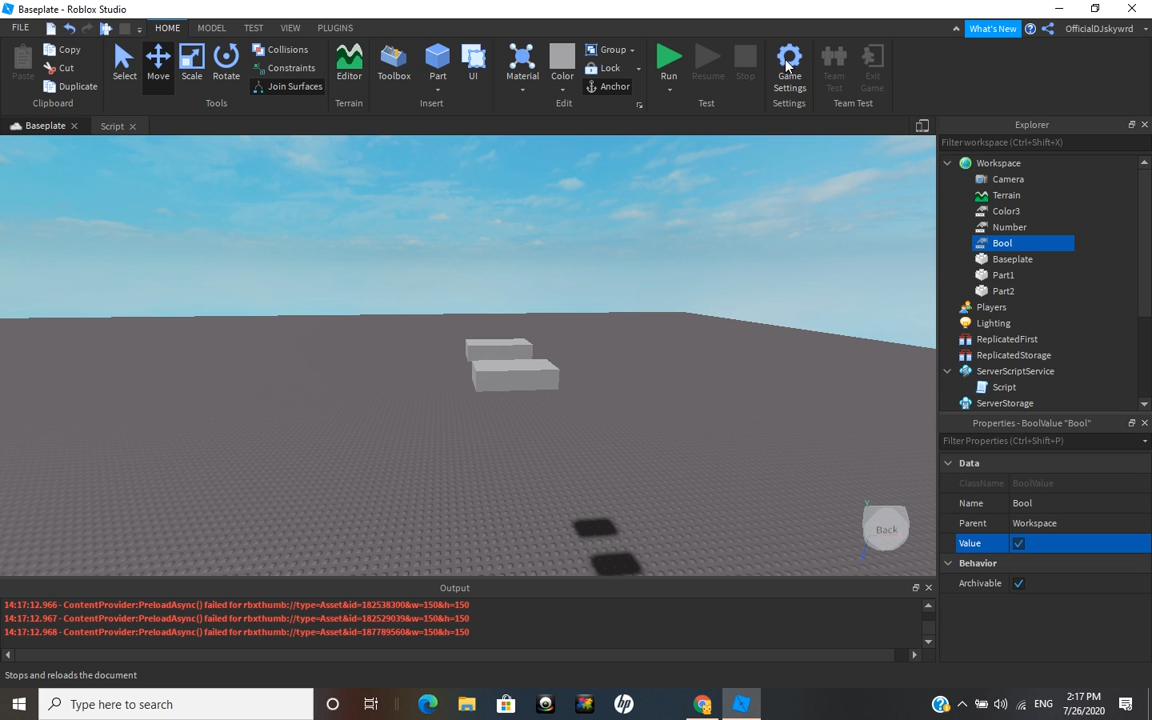 Baseplate - Roblox Studio
FILE
HOME
MODEL
TEST
VIEW
PLUGINS
What's New
OfficialDJskywrd
Paste
Copy
Cut
Duplicate
Clipboard
Select
Move
Scale
Rotate
Collisions
Constraints
Join Surfaces
Tools
Editor
Terrain
Toolbox
Part
UI
Insert
Material
Color
Group
Lock
Anchor
Edit
Run
Resume
Stop
Test
Game
Settings
Settings
Team
Test
Exit
Game
Team Test
Baseplate
Script
Explorer
Filter workspace (Ctrl+Shift+X)
Workspace
Camera
Terrain
Color3
Number
Bool
Baseplate
Part1
Part2
Players
Lighting
ReplicatedFirst
ReplicatedStorage
ServerScriptService
Script
ServerStorage
Properties - BoolValue "Bool"
Filter Properties (Ctrl+Shift+P)
Data
ClassName BoolValue
Name Bool
Parent Workspace
Value
Behavior
Archivable
Y
Back
Output
14:17:12.966 - ContentProvider:PreloadAsync() failed for rbxthumb://type=Asset&id=182538300&w=150&h=150
14:17:12.967 - ContentProvider:PreloadAsync() failed for rbxthumb://type=Asset&id=182529039&w=150&h=150
14:17:12.968 - ContentProvider:PreloadAsync() failed for rbxthumb://type=Asset&id=187789560&w=150&h=150
Stops and reloads the document
Type here to search
hp
ENG
2:17 PM
7/26/2020